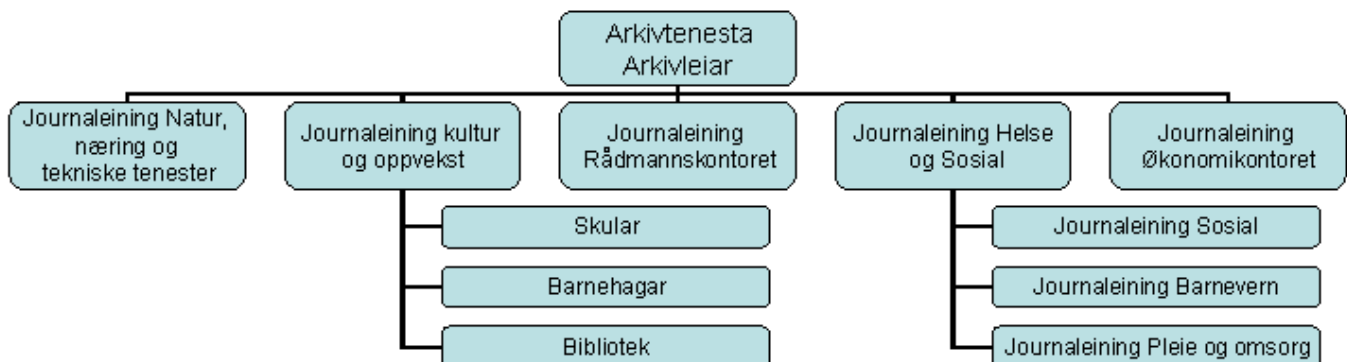 Arkivtenesta
Arkivleiar
Journaleining Natur,
næring og
tekniske tenester
Journaleining kultur
og oppvekst
Journaleining
Rådmannskontoret
Journaleining Helse
og Sosial
Journaleining
Økonomikontoret
Skular
Barnehagar
Bibliotek
Journaleining Sosial
Journaleining Barnevern
Journaleining Pleie og omsorg